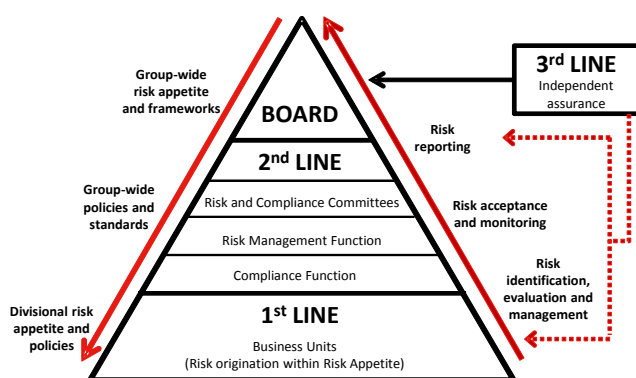 Group-wide
risk appetite
and frameworks
Group-wide
policies and
standards
Divisional risk
appetite and
policies
BOARD
2nd LINE
Risk and Compliance Committees
Risk Management Function
Compliance Function
1st LINE
Business Units
(Risk origination within Risk Appetite)
3rd LINE
Independent
assurance
Risk
reporting
Risk acceptance
and monitoring
Risk
identification,
evaluation and
management